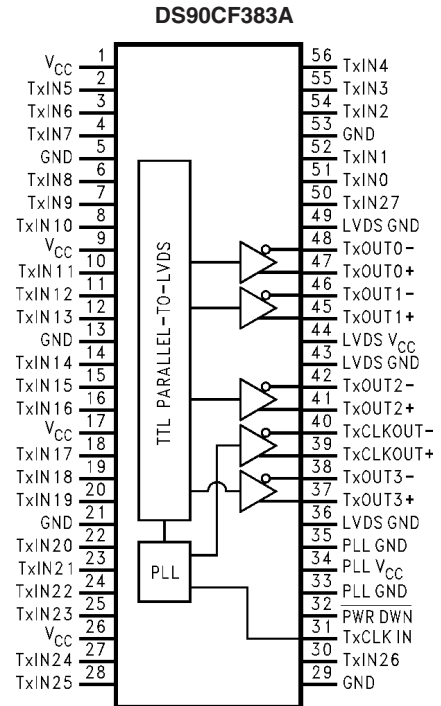 DS90CF383A
VCC 1
TxIN5 2
TxIN6 3
TxIN7 4
GND 5
TxIN8 6
TxIN9 7
TxIN10 8
VCC 9
TxIN11 10
TxIN12 11
TxIN13 12
GND 13
TxIN14 14
TxIN15 15
TxIN16 16
VCC 17
TxIN17 18
TxIN18 19
TxIN19 20
GND 21
TxIN20 22
TxIN21 23
TxIN22 24
TxIN23 25
VCC 26
TxIN24 27
TxIN25 28
TTL PARALLEL-TO-LVDS
PLL
56 TxIN4
55 TxIN3
54 TxIN2
53 GND
52 TxIN1
51 TxIN0
50 TxIN27
49 LVDS GND
48 TxOUT0-
47 TxOUT0+
46 TxOUT1-
45 TxOUT1+
44 LVDS VCC
43 LVDS GND
42 TxOUT2-
41 TxOUT2+
40 TxCLKOUT-
39 TxCLKOUT+
38 TxOUT3-
37 TxOUT3+
36 LVDS GND
35 PLL GND
34 PLL VCC
33 PLL GND
32 PWR DWN
31 TxCLK IN
30 TxIN26
29 GND